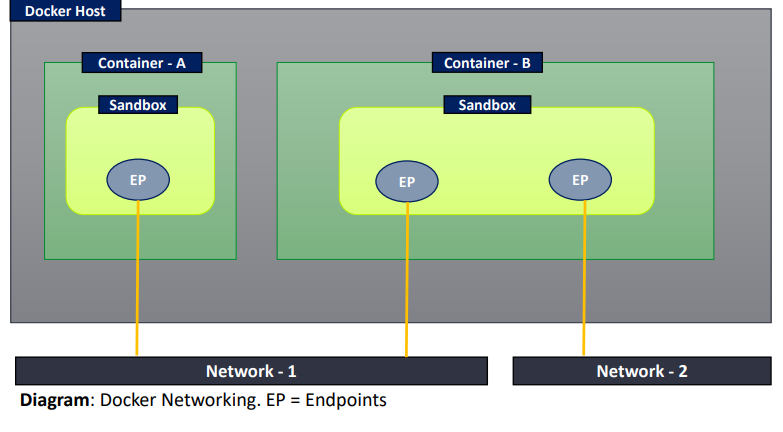 Docker Host
Container - A
Container - B
Sandbox
Sandbox
EP
EP
EP
Network - 1
Network - 2
Diagram: Docker Networking. EP = Endpoints